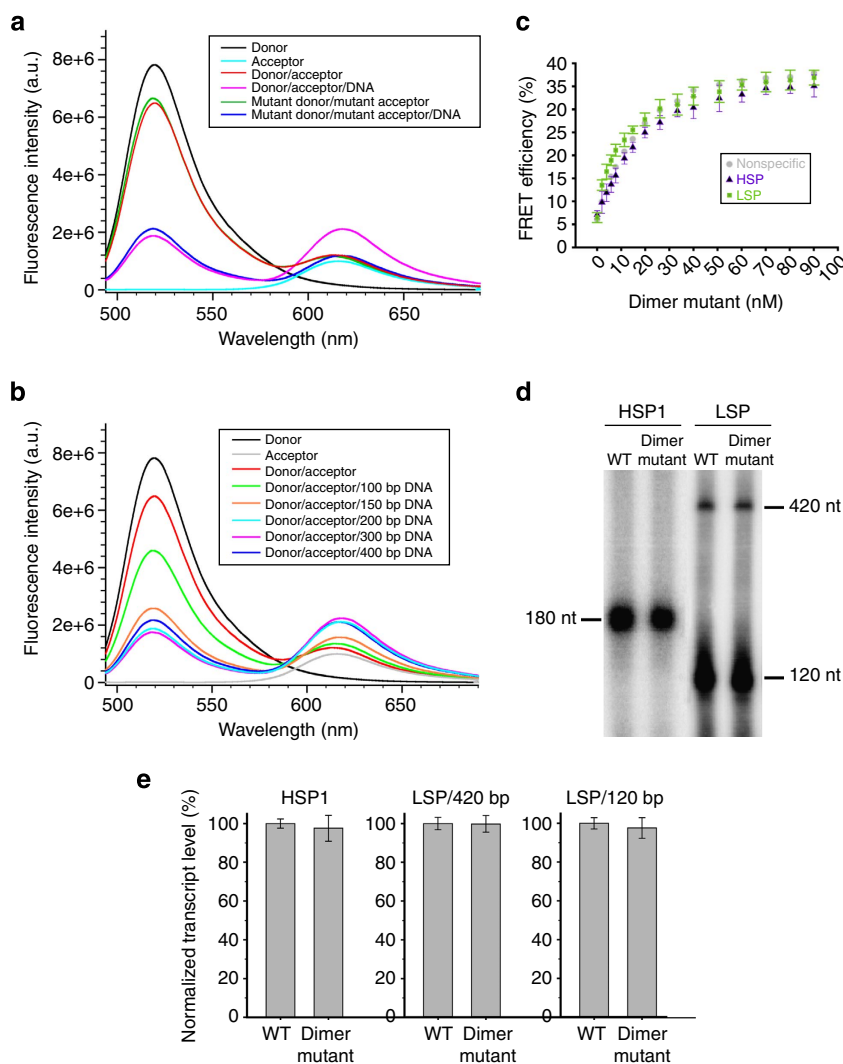 a
Fluorescence intensity (a.u.)
8e+6
6e+6
4e+6
2e+6
0
500
550
600
650
Wavelength (nm)
Donor
Acceptor
Donor/acceptor
Donor/acceptor/DNA
Mutant donor/mutant acceptor
Mutant donor/mutant acceptor/DNA
b
Fluorescence intensity (a.u.)
8e+6
6e+6
4e+6
2e+6
0
500
550
600
650
Wavelength (nm)
Donor
Acceptor
Donor/acceptor
Donor/acceptor/100 bp DNA
Donor/acceptor/150 bp DNA
Donor/acceptor/200 bp DNA
Donor/acceptor/300 bp DNA
Donor/acceptor/400 bp DNA
c
FRET efficiency (%)
40
35
30
25
20
15
10
5
0
0
10
20
30
40
50
60
70
80
90
100
Dimer mutant (nM)
Nonspecific
HSP
LSP
d
HSP1
LSP
WT
Dimer
mutant
WT
Dimer
mutant
420 nt
180 nt
120 nt
e
Normalized transcript level (%)
HSP1
100
80
60
40
20
0
WT
Dimer
mutant
LSP/420 bp
100
80
60
40
20
0
WT
Dimer
mutant
LSP/120 bp
100
80
60
40
20
0
WT
Dimer
mutant